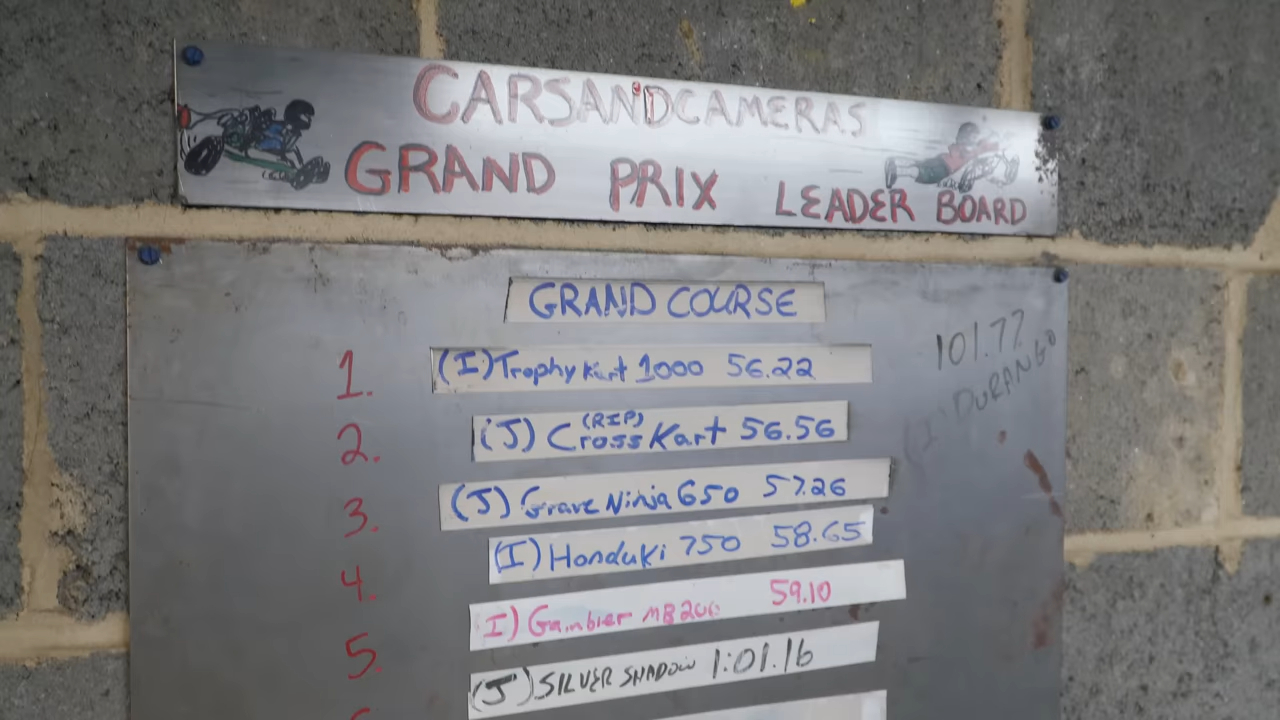 CARSANDCAMERAS
GRAND PRIX LEADER BOARD
GRAND COURSE
101.77
(I) DURANGO
1. (I) Trophy kart 1000 56.22
2. (J) (RIP) Cross Kart 56.56
3. (J) Grave Ninja 650 57.26
4. (I) Honduki 750 58.65
5. I) Gambler 59.10
(J) SILVER SHADOW 1:01.16